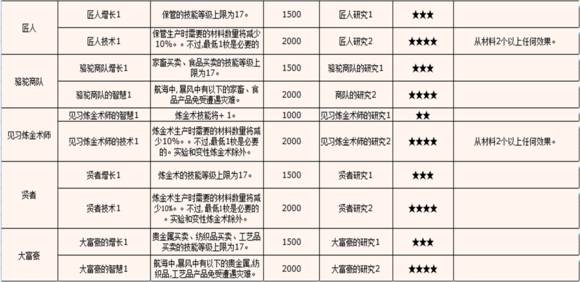 匠人
匠人增长1
保管的技能等级上限为17。
1500
匠人研究1
★★★
匠人技术1
保管生产时需要的材料数量将减
少10%。。不过,最低1枚是必要的
2000
匠人研究2
★★★★
从材料2个以上任何效果。
骆驼商队
骆驼商队增长1
家畜买卖、食品买卖的技能等级上
限为17。
1500
骆驼商队的研究1
★★★
骆驼商队的智慧1
航海中,暴风中有以下的家畜、食
品产品免受遭遇灾难。
2000
商队的研究2
★★★★
见习炼金术师
见习炼金术师的智慧1
炼金术技能将+ 1。
1000
见习炼金术师的研究1
★★
见习炼金术师的技术1
炼金术生产时需要的材料数量将减
少10%。。不过,最低1枚是必要
的。实验和变性炼金术除外。
2000
见习炼金术师的研究2
★★★★
从材料2个以上任何效果。
贤者
贤者增长1
炼金术的技能等级上限为17。
1500
贤者研究1
★★★
贤者技术1
炼金术生产时需要的材料数量将减
少10%。。不过,最低1枚是必要的
。实验和变性炼金术除外。
2000
贤者研究2
★★★★
大富豪
大富豪的增长1
贵金属买卖、纺织品买卖、工艺品
买卖的技能等级上限为17。
1500
大富豪的研究1
★★★
大富豪的智慧1
航海中,暴风有以下的贵金属,纺
织品,工艺品产品免受遭遇灾难。
2000
大富豪的研究2
★★★★